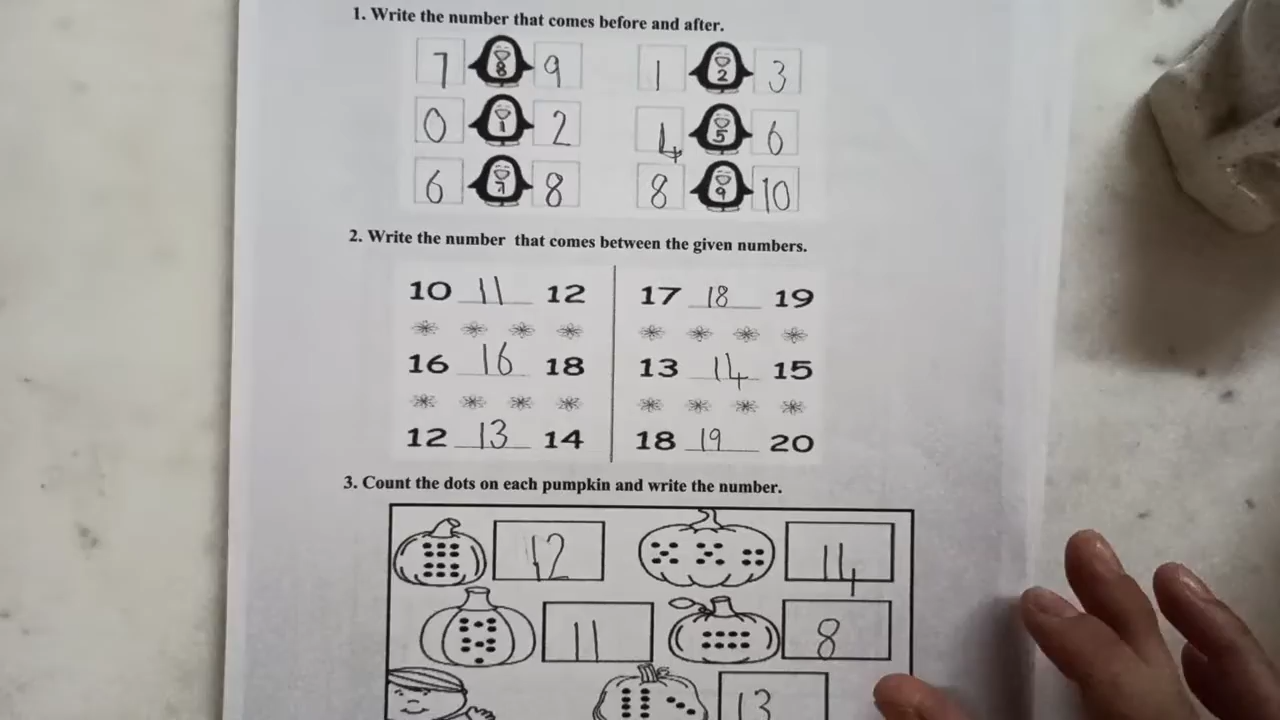 1. Write the number that comes before and after.
7 8 9 1 2 3
0 1 2 4 5 6
6 7 8 8 9 10
2. Write the number that comes between the given numbers.
10 11 12 17 18 19
16 16 18 13 14 15
12 13 14 18 19 20
3. Count the dots on each pumpkin and write the number.
12 14
11 8
13